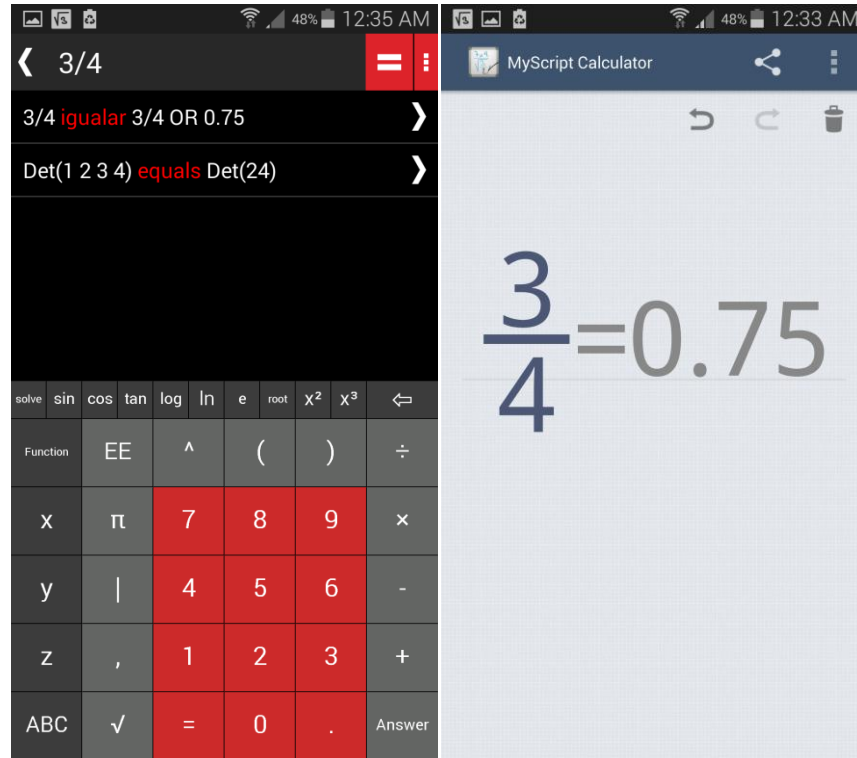 48% 12:35 AM
3/4 =
3/4 igualar 3/4 OR 0.75
Det(1 2 3 4) equals Det(24)
solve sin cos tan log ln e root x² x³
Function EE ^ ( ) ÷
x π 7 8 9 ×
y | 4 5 6 -
z , 1 2 3 +
ABC √ = 0 . Answer
48% 12:33 AM
MyScript Calculator
3
=0.75
4